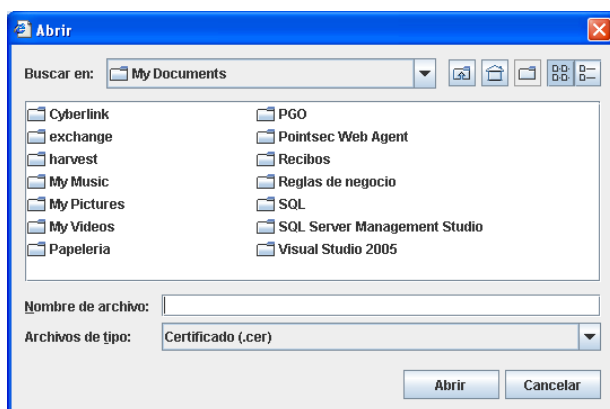 Abrir
Buscar en: My Documents
Cyberlink PGO
exchange Pointsec Web Agent
harvest Recibos
My Music Reglas de negocio
My Pictures SQL
My Videos SQL Server Management Studio
Papeleria Visual Studio 2005
Nombre de archivo:
Archivos de tipo: Certificado (.cer)
Abrir Cancelar